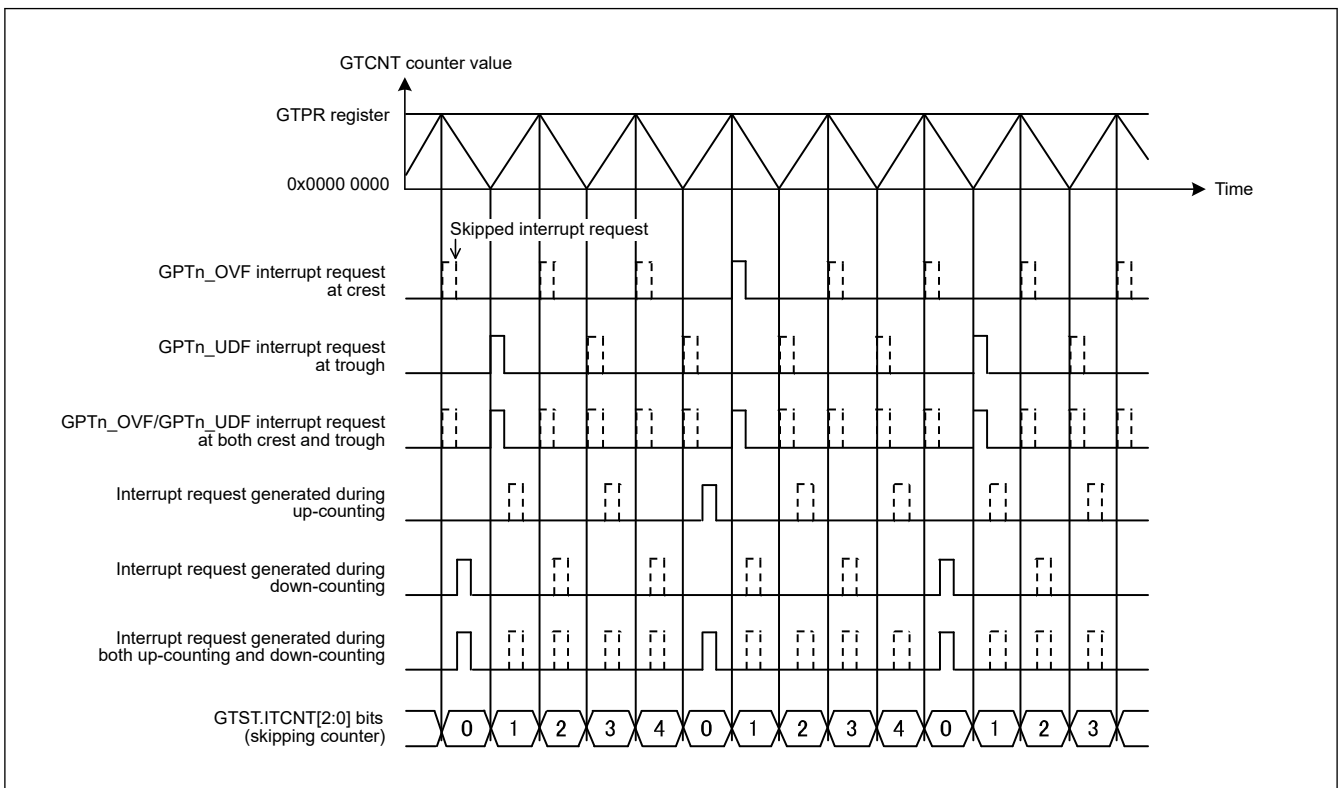 GTCNT counter value
GTPR register
0x0000 0000
Time
Skipped interrupt request
GPTn_OVF interrupt request
at crest
GPTn_UDF interrupt request
at trough
GPTn_OVF/GPTn_UDF interrupt request
at both crest and trough
Interrupt request generated during
up-counting
Interrupt request generated during
down-counting
Interrupt request generated during
both up-counting and down-counting
GTST.ITCNT[2:0] bits
(skipping counter)
0 1 2 3 4 0 1 2 3 4 0 1 2 3